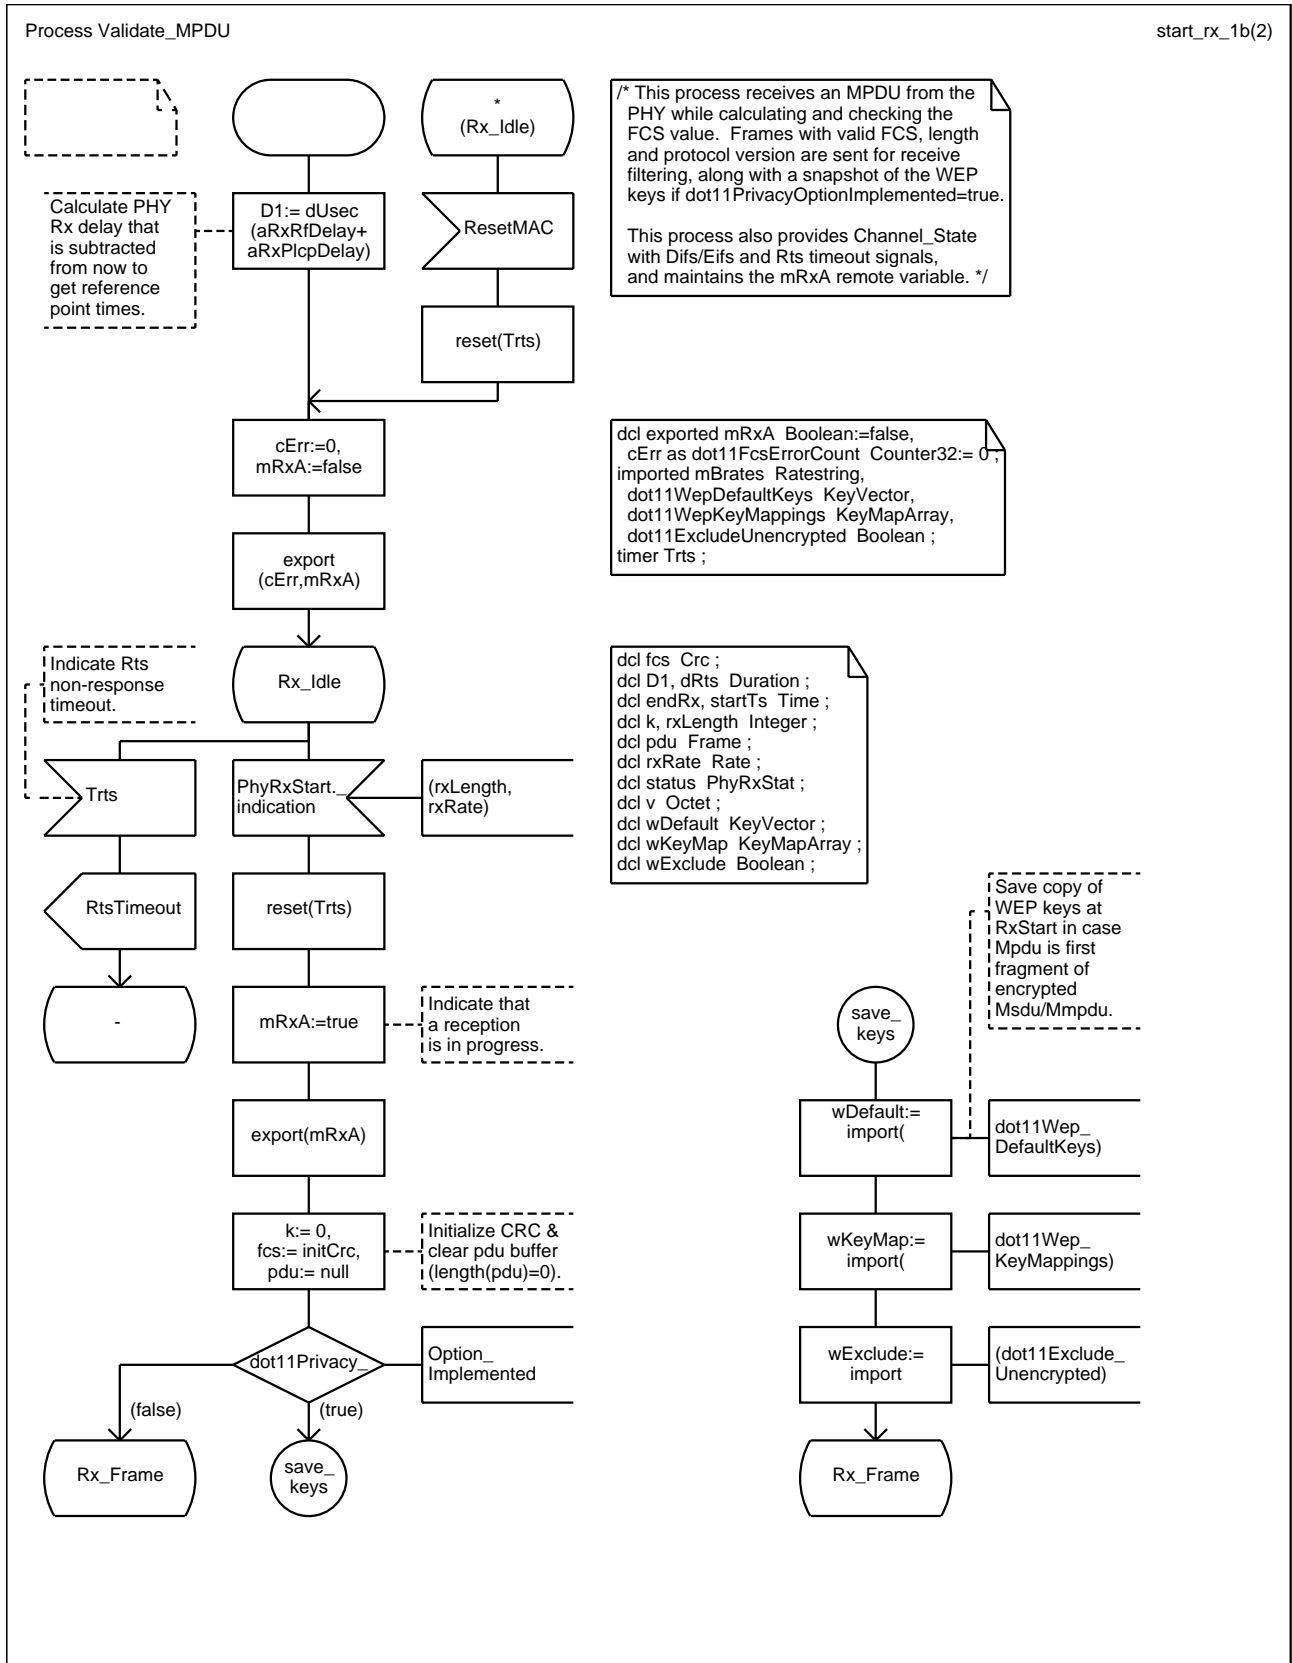 Process Validate_MPDU
start_rx_1b(2)
*
(Rx_Idle)
/* This process receives an MPDU from the
PHY while calculating and checking the
FCS value. Frames with valid FCS, length
and protocol version are sent for receive
filtering, along with a snapshot of the WEP
keys if dot11PrivacyOptionImplemented=true.
This process also provides Channel_State
with Difs/Eifs and Rts timeout signals,
and maintains the mRxA remote variable. */
Calculate PHY
Rx delay that
is subtracted
from now to
get reference
point times.
D1:= dUsec
(aRxRfDelay+
aRxPlcpDelay)
ResetMAC
reset(Trts)
cErr:=0,
mRxA:=false
dcl exported mRxA Boolean:=false,
cErr as dot11FcsErrorCount Counter32:= 0 ;
imported mBrates Ratestring,
dot11WepDefaultKeys KeyVector,
dot11WepKeyMappings KeyMapArray,
dot11ExcludeUnencrypted Boolean ;
timer Trts ;
export
(cErr,mRxA)
Indicate Rts
non-response
timeout.
Rx_Idle
dcl fcs Crc ;
dcl D1, dRts Duration ;
dcl endRx, startTs Time ;
dcl k, rxLength Integer ;
dcl pdu Frame ;
dcl rxRate Rate ;
dcl status PhyRxStat ;
dcl v Octet ;
dcl wDefault KeyVector ;
dcl wKeyMap KeyMapArray ;
dcl wExclude Boolean ;
Trts
PhyRxStart._
indication
(rxLength,
rxRate)
RtsTimeout
reset(Trts)
Save copy of
WEP keys at
RxStart in case
Mpdu is first
fragment of
encrypted
Msdu/Mmpdu.
-
mRxA:=true
Indicate that
a reception
is in progress.
save_
keys
export(mRxA)
wDefault:=
import(
dot11Wep_
DefaultKeys)
k:= 0,
fcs:= initCrc,
pdu:= null
Initialize CRC &
clear pdu buffer
(length(pdu)=0).
wKeyMap:=
import(
dot11Wep_
KeyMappings)
dot11Privacy_
Option_
Implemented
wExclude:=
import
(dot11Exclude_
Unencrypted)
(false)
(true)
Rx_Frame
save_
keys
Rx_Frame